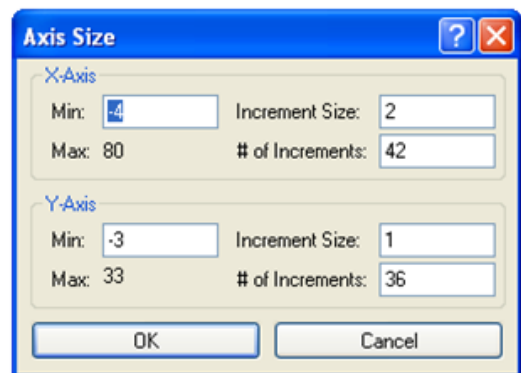 Axis Size
X-Axis
Min: -4 Increment Size: 2
Max: 80 # of Increments: 42
Y-Axis
Min: -3 Increment Size: 1
Max: 33 # of Increments: 36
OK Cancel